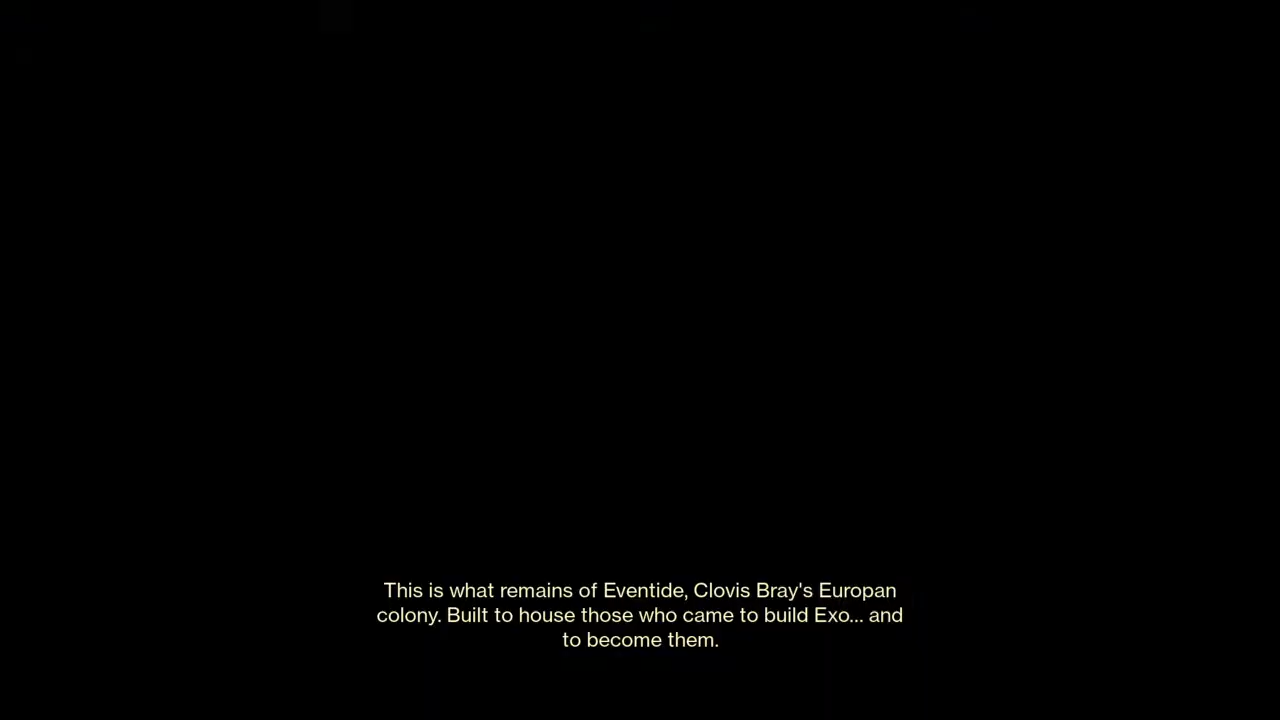 This is what remains of Eventide, Clovis Bray's Europan
colony. Built to house those who came to build Exo... and
to become them.